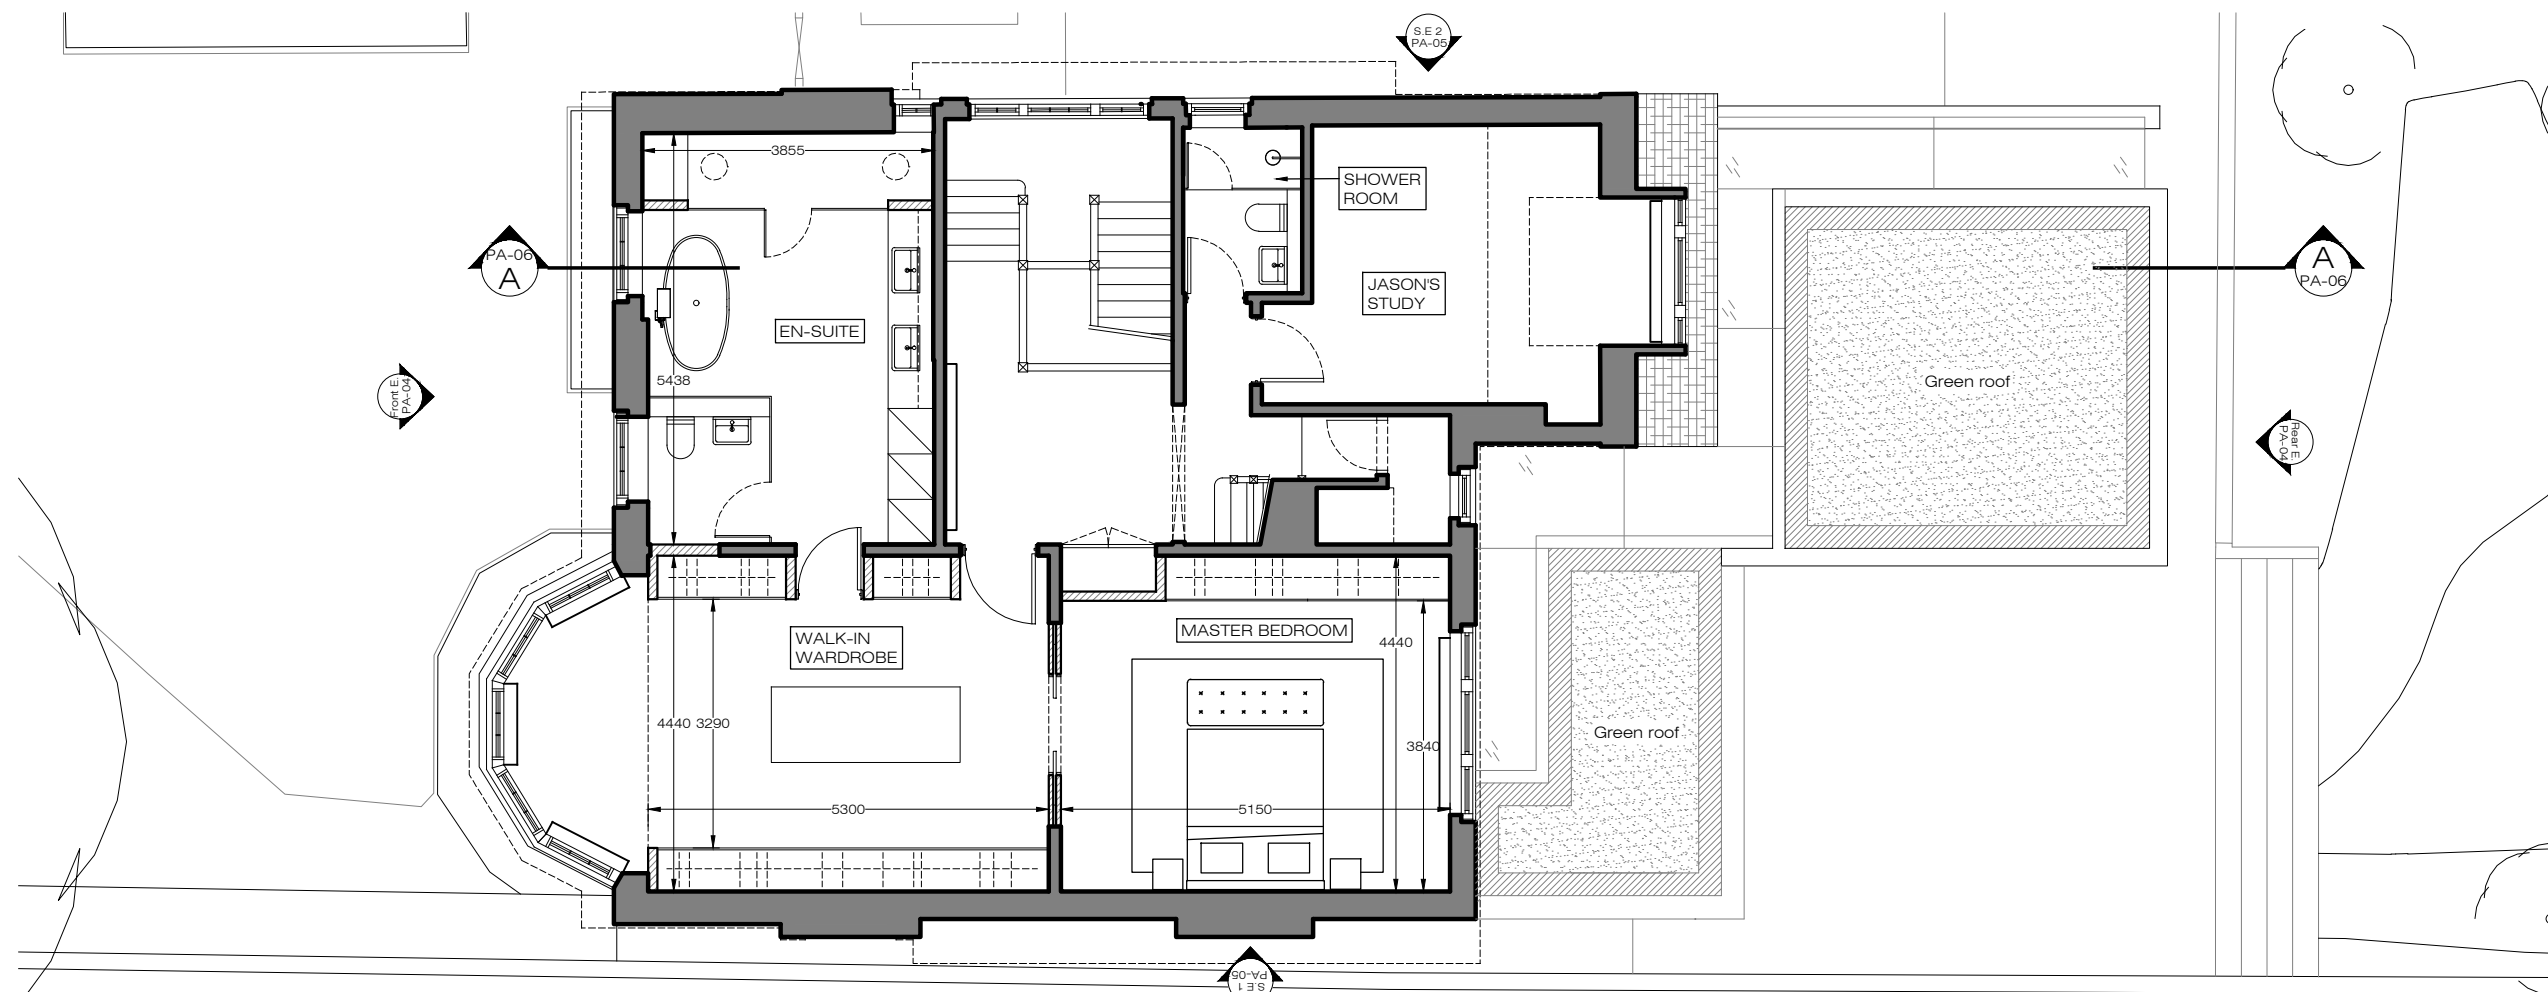 S.E 2
PA-05
3855
SHOWER
ROOM
PA-06
A
A
PA-06
JASON'S
STUDY
EN-SUITE
5438
Green roof
Front E.
PA-04
Rear E.
PA-04
WALK-IN
WARDROBE
MASTER BEDROOM
4440
4440
3290
3840
Green roof
5300
5150
S.E 1
PA-05